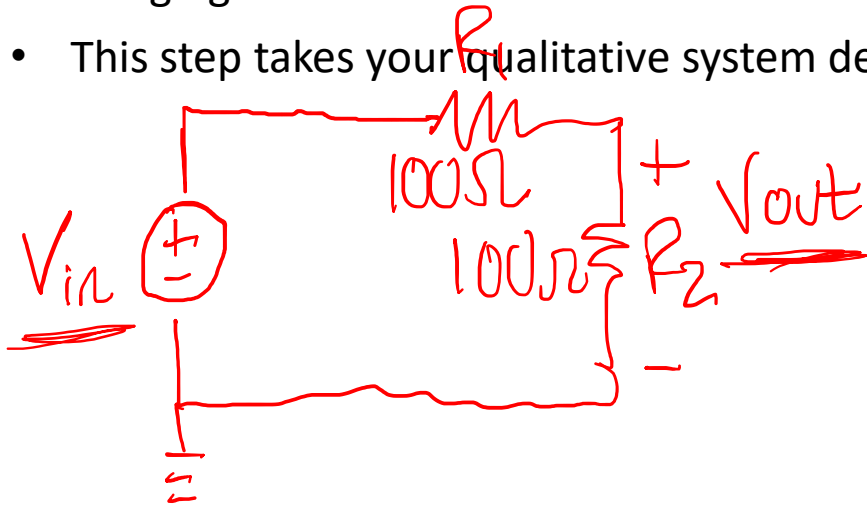 • This step takes your qualitative system de
R1
100Ω
+
Vout
Vin
+
-
100Ω
R2
-